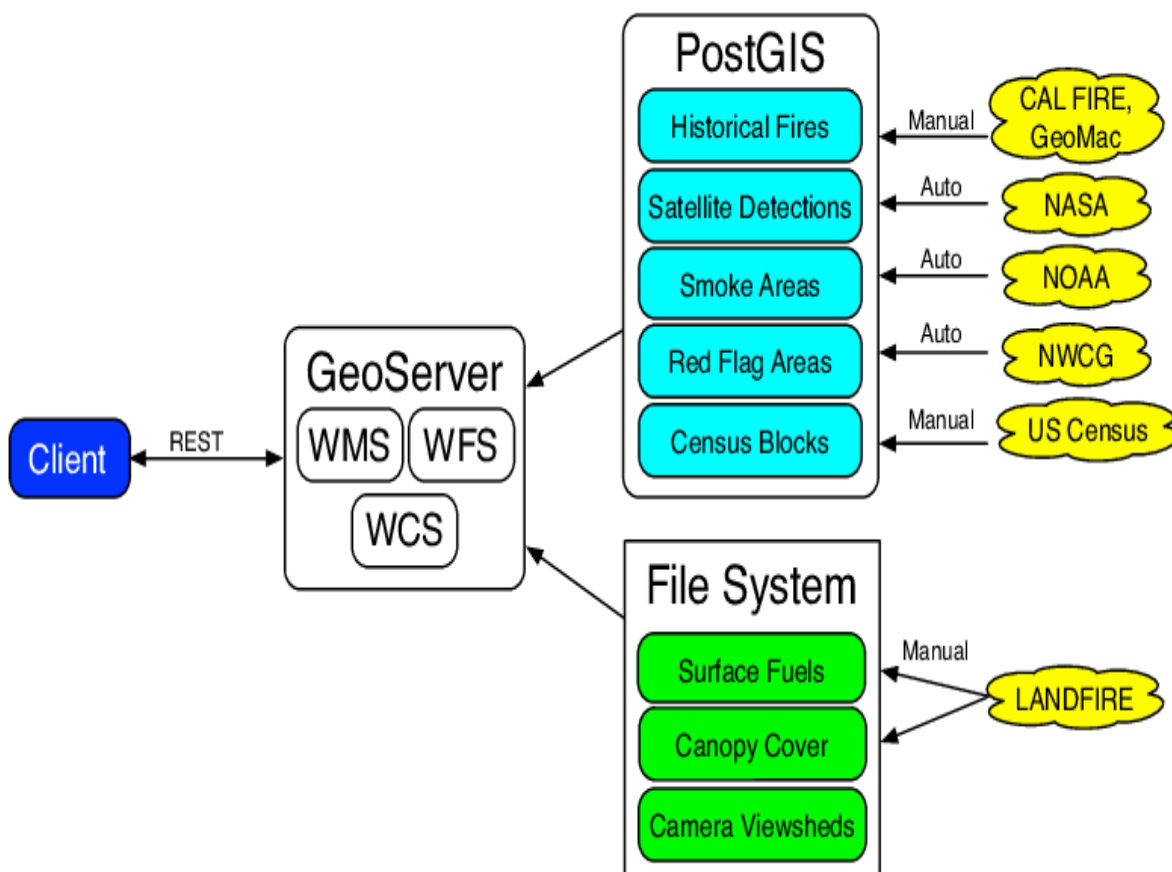 PostGIS
Historical Fires
Manual
CAL FIRE,
GeoMac
Satellite Detections
Auto
NASA
Smoke Areas
Auto
NOAA
Red Flag Areas
Auto
NWCG
Census Blocks
Manual
US Census
GeoServer
WMS
WFS
WCS
Client
REST
File System
Surface Fuels
Manual
LANDFIRE
Canopy Cover
Camera Viewsheds